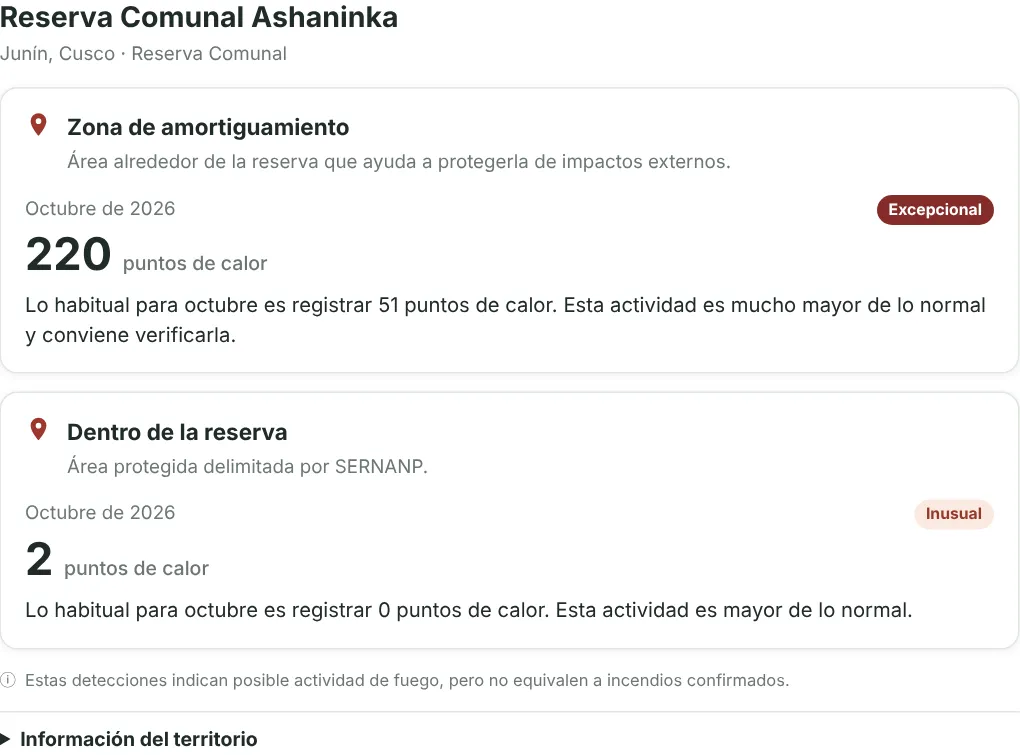 Reserva Comunal Ashaninka
Junín, Cusco · Reserva Comunal
Zona de amortiguamiento
Área alrededor de la reserva que ayuda a protegerla de impactos externos.
Octubre de 2026
Excepcional
220 puntos de calor
Lo habitual para octubre es registrar 51 puntos de calor. Esta actividad es mucho mayor de lo normal
y conviene verificarla.
Dentro de la reserva
Área protegida delimitada por SERNANP.
Octubre de 2026
Inusual
2 puntos de calor
Lo habitual para octubre es registrar 0 puntos de calor. Esta actividad es mayor de lo normal.
Estas detecciones indican posible actividad de fuego, pero no equivalen a incendios confirmados.
Información del territorio